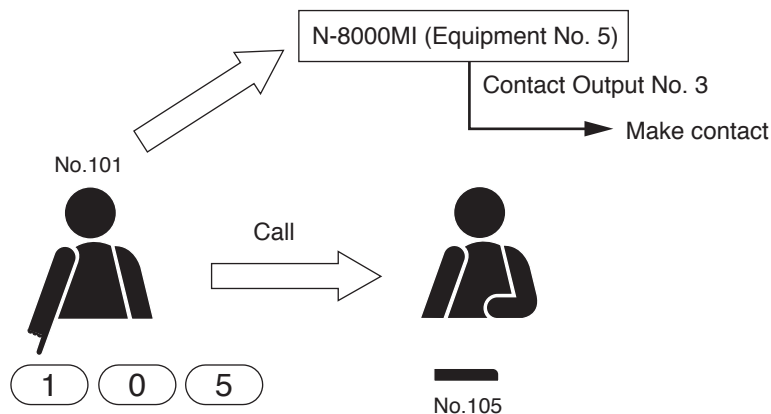 N-8000MI (Equipment No. 5)
Contact Output No. 3
Make contact
No.101
Call
1 0 5
No.105